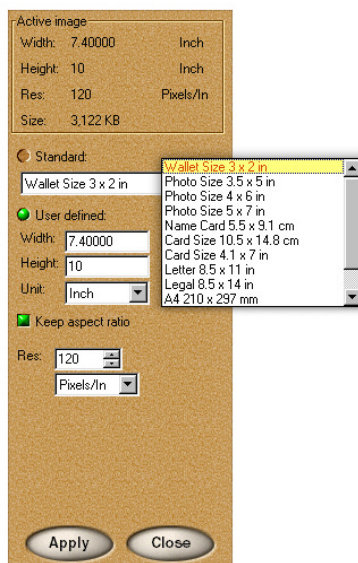 Active image
Width: 7.40000 Inch
Height: 10 Inch
Res: 120 Pixels/In
Size: 3,122 KB
Standard:
Wallet Size 3 x 2 in
Wallet Size 3 x 2 in
Photo Size 3.5 x 5 in
Photo Size 4 x 6 in
Photo Size 5 x 7 in
Name Card 5.5 x 9.1 cm
Card Size 10.5 x 14.8 cm
Card Size 4.1 x 7 in
Letter 8.5 x 11 in
Legal 8.5 x 14 in
A4 210 x 297 mm
User defined:
Width: 7.40000
Height: 10
Unit: Inch
Keep aspect ratio
Res: 120
Pixels/In
Apply Close